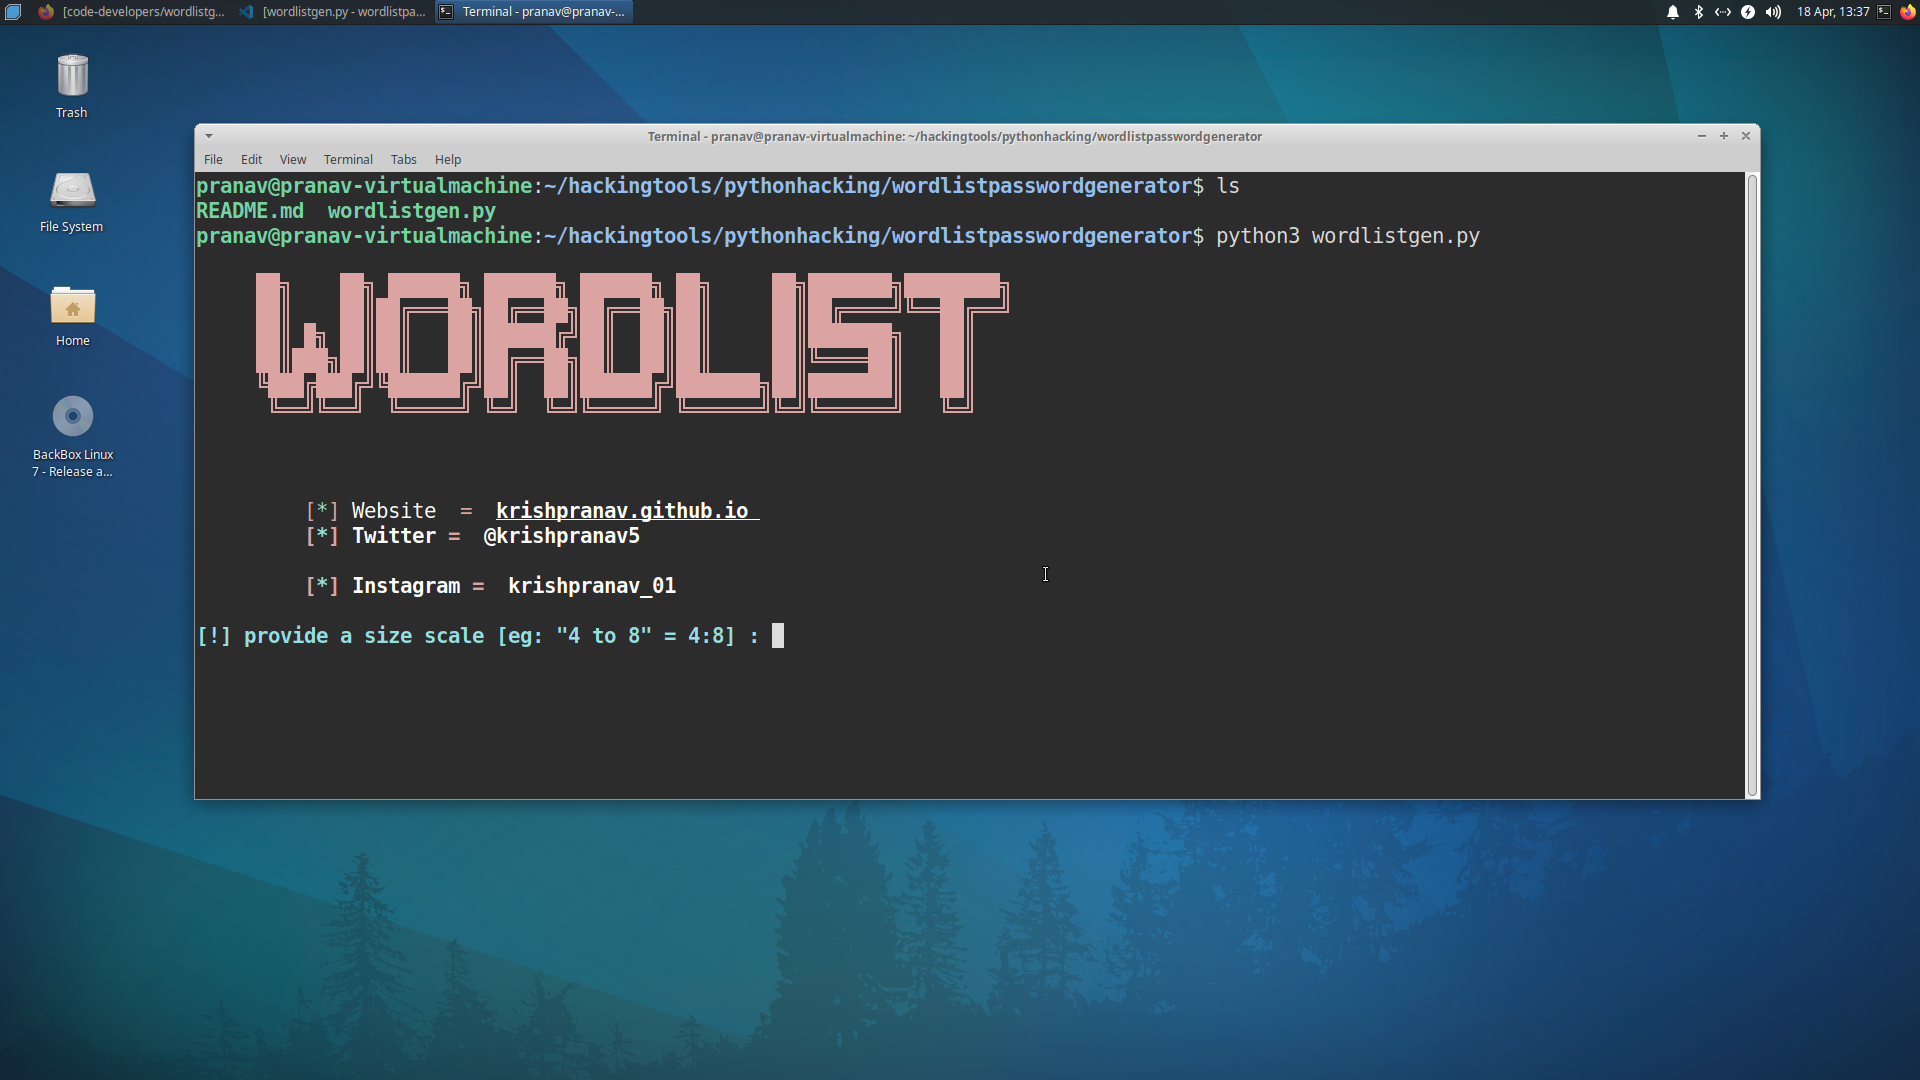 [code-developers/wordlistg...
[wordlistgen.py - wordlistpa...
Terminal - pranav@pranav-...
18 Apr, 13:37
Trash
File System
Home
BackBox Linux
7 - Release a...
Terminal - pranav@pranav-virtualmachine: ~/hackingtools/pythonhacking/wordlistpasswordgenerator
File Edit View Terminal Tabs Help
pranav@pranav-virtualmachine:~/hackingtools/pythonhacking/wordlistpasswordgenerator$ ls
README.md wordlistgen.py
pranav@pranav-virtualmachine:~/hackingtools/pythonhacking/wordlistpasswordgenerator$ python3 wordlistgen.py
WORDLIST
[*] Website = krishpranav.github.io
[*] Twitter = @krishpranav5
[*] Instagram = krishpranav_01
[!] provide a size scale [eg: "4 to 8" = 4:8] :